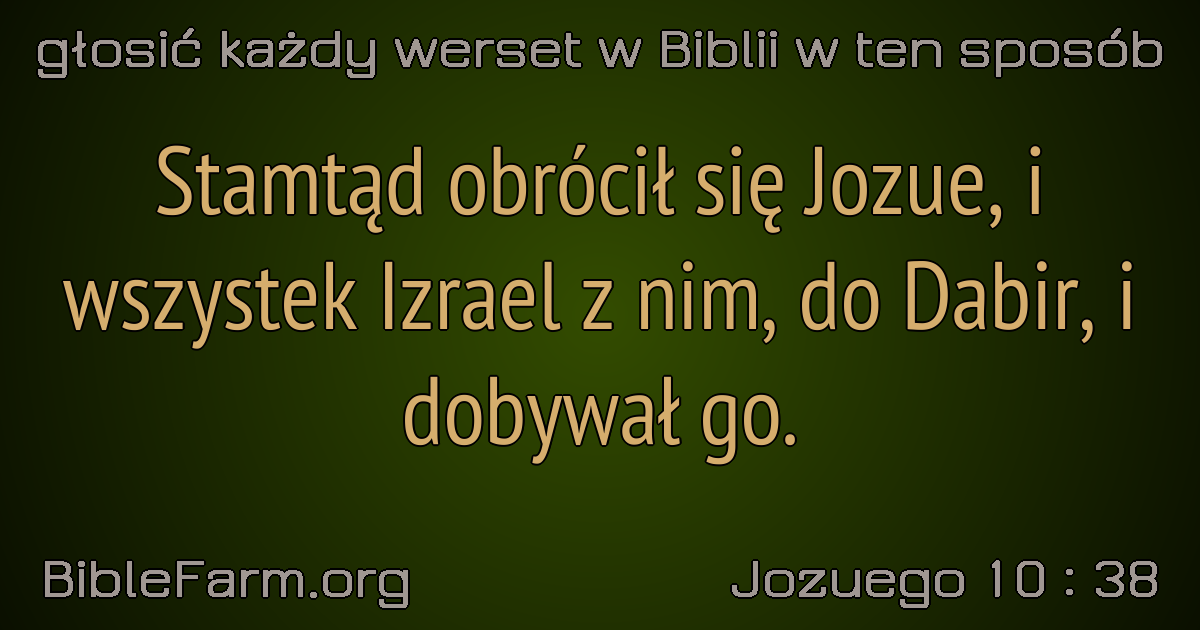 głosić każdy werset w Biblii w ten sposób
Stamtąd obrócił się Jozue, i
wszystek Izrael z nim, do Dabir, i
dobywał go.
BibleFarm.org
Jozuego 10 : 38